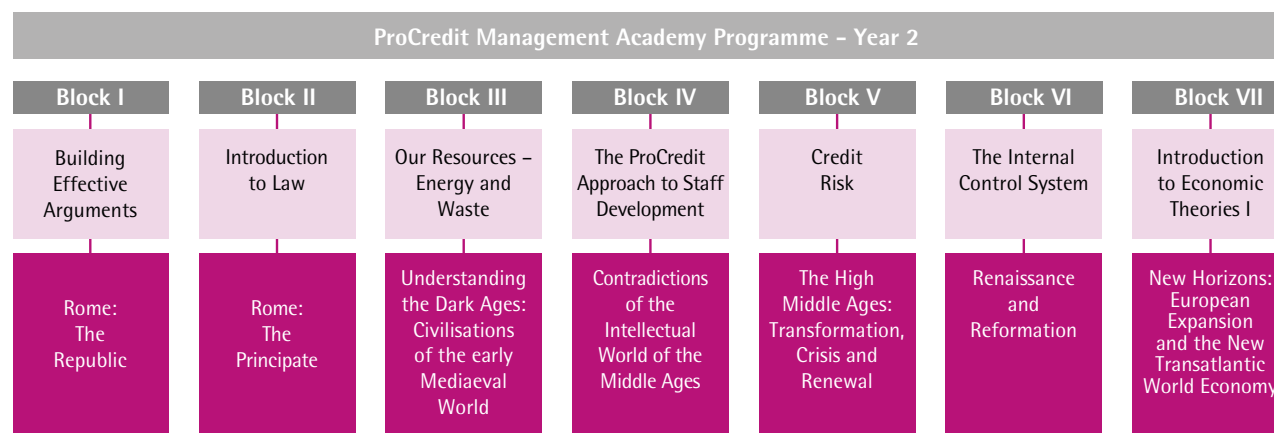 ProCredit Management Academy Programme – Year 2
Block I
Building
Effective
Arguments
Rome:
The
Republic
Block II
Introduction
to Law
Rome:
The
Principate
Block III
Our Resources –
Energy and
Waste
Understanding
the Dark Ages:
Civilisations
of the early
Mediaeval
World
Block IV
The ProCredit
Approach to Staff
Development
Contradictions
of the
Intellectual
World of the
Middle Ages
Block V
Credit
Risk
The High
Middle Ages:
Transformation,
Crisis and
Renewal
Block VI
The Internal
Control System
Renaissance
and
Reformation
Block VII
Introduction
to Economic
Theories I
New Horizons:
European
Expansion
and the New
Transatlantic
World Economy